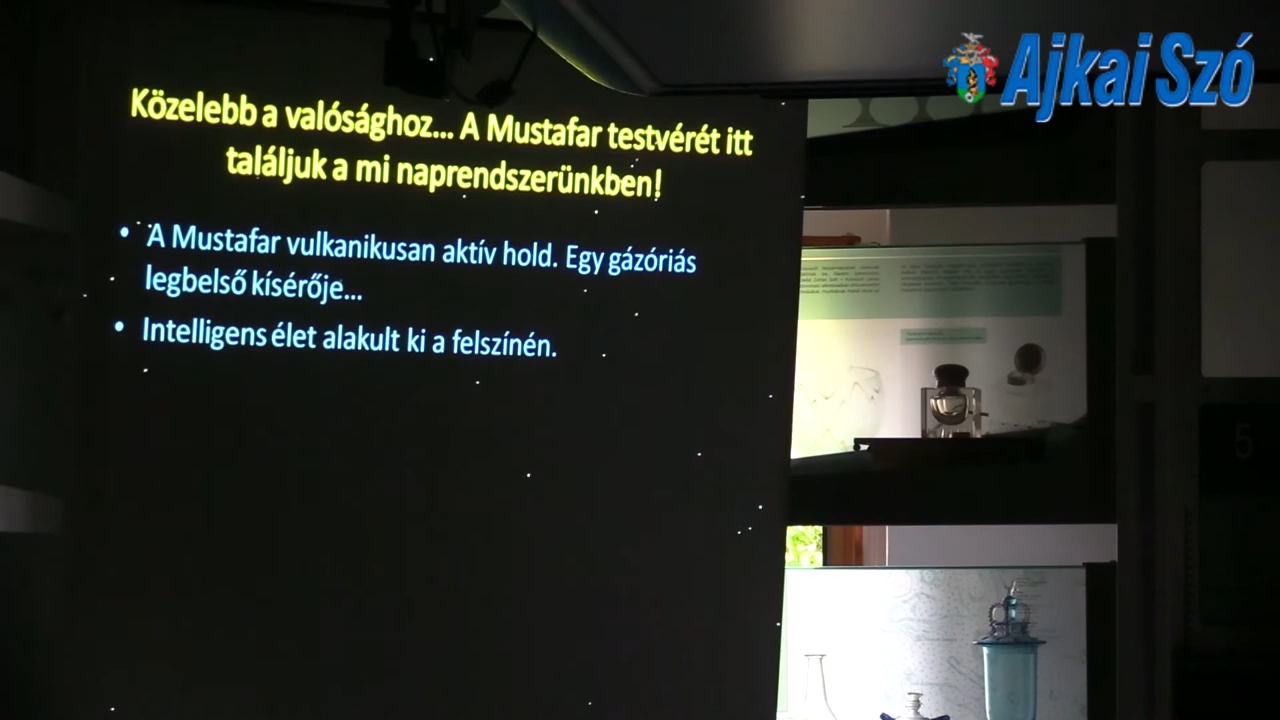 Ajkai Szó
Közelebb a valósághoz... A Mustafar testvérét itt
találjuk a mi naprendszerünkben!
• A Mustafar vulkanikusan aktív hold. Egy gázóriás
legbelső kísérője...
• Intelligens élet alakult ki a felszínén.
5